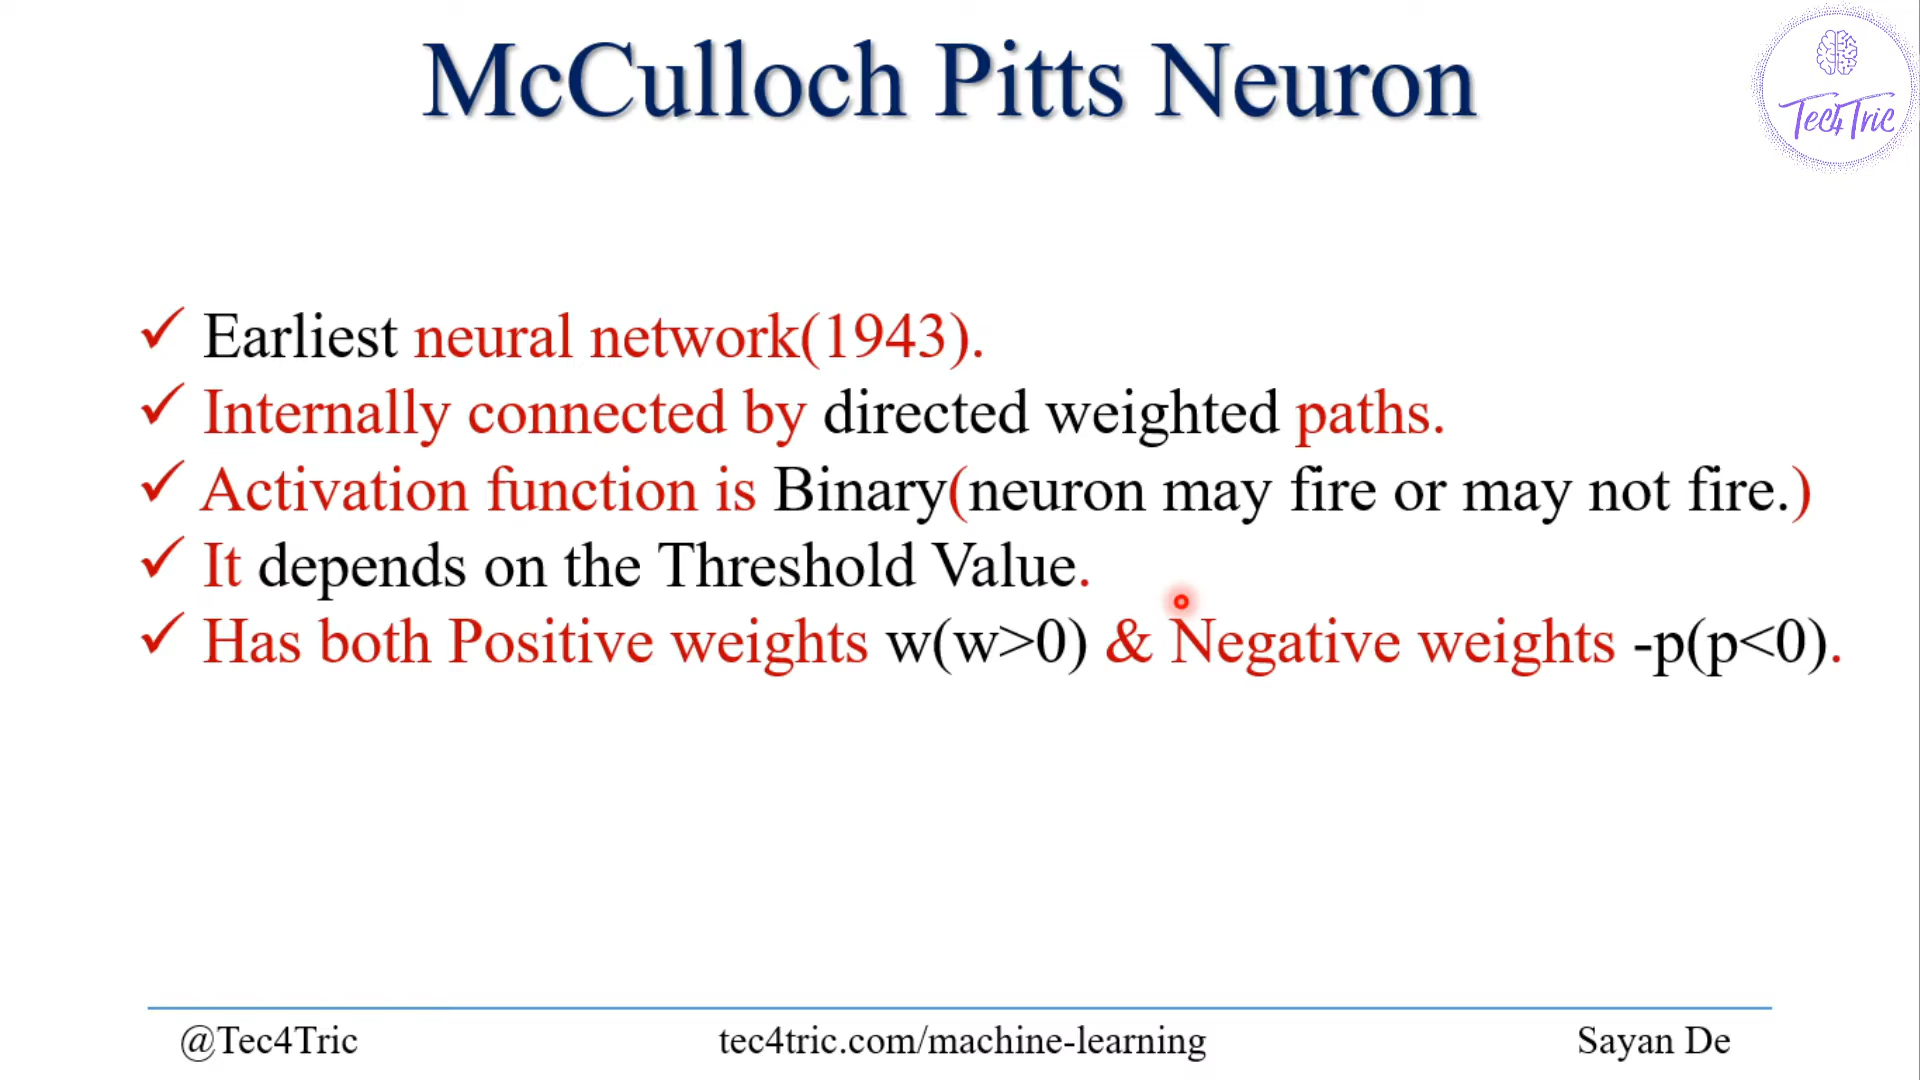 McCulloch Pitts Neuron
Tec4Tric
✓ Earliest neural network(1943).
✓ Internally connected by directed weighted paths.
✓ Activation function is Binary(neuron may fire or may not fire.)
✓ It depends on the Threshold Value.
✓ Has both Positive weights w(w>0) & Negative weights -p(p<0).
@Tec4Tric
tec4tric.com/machine-learning
Sayan De